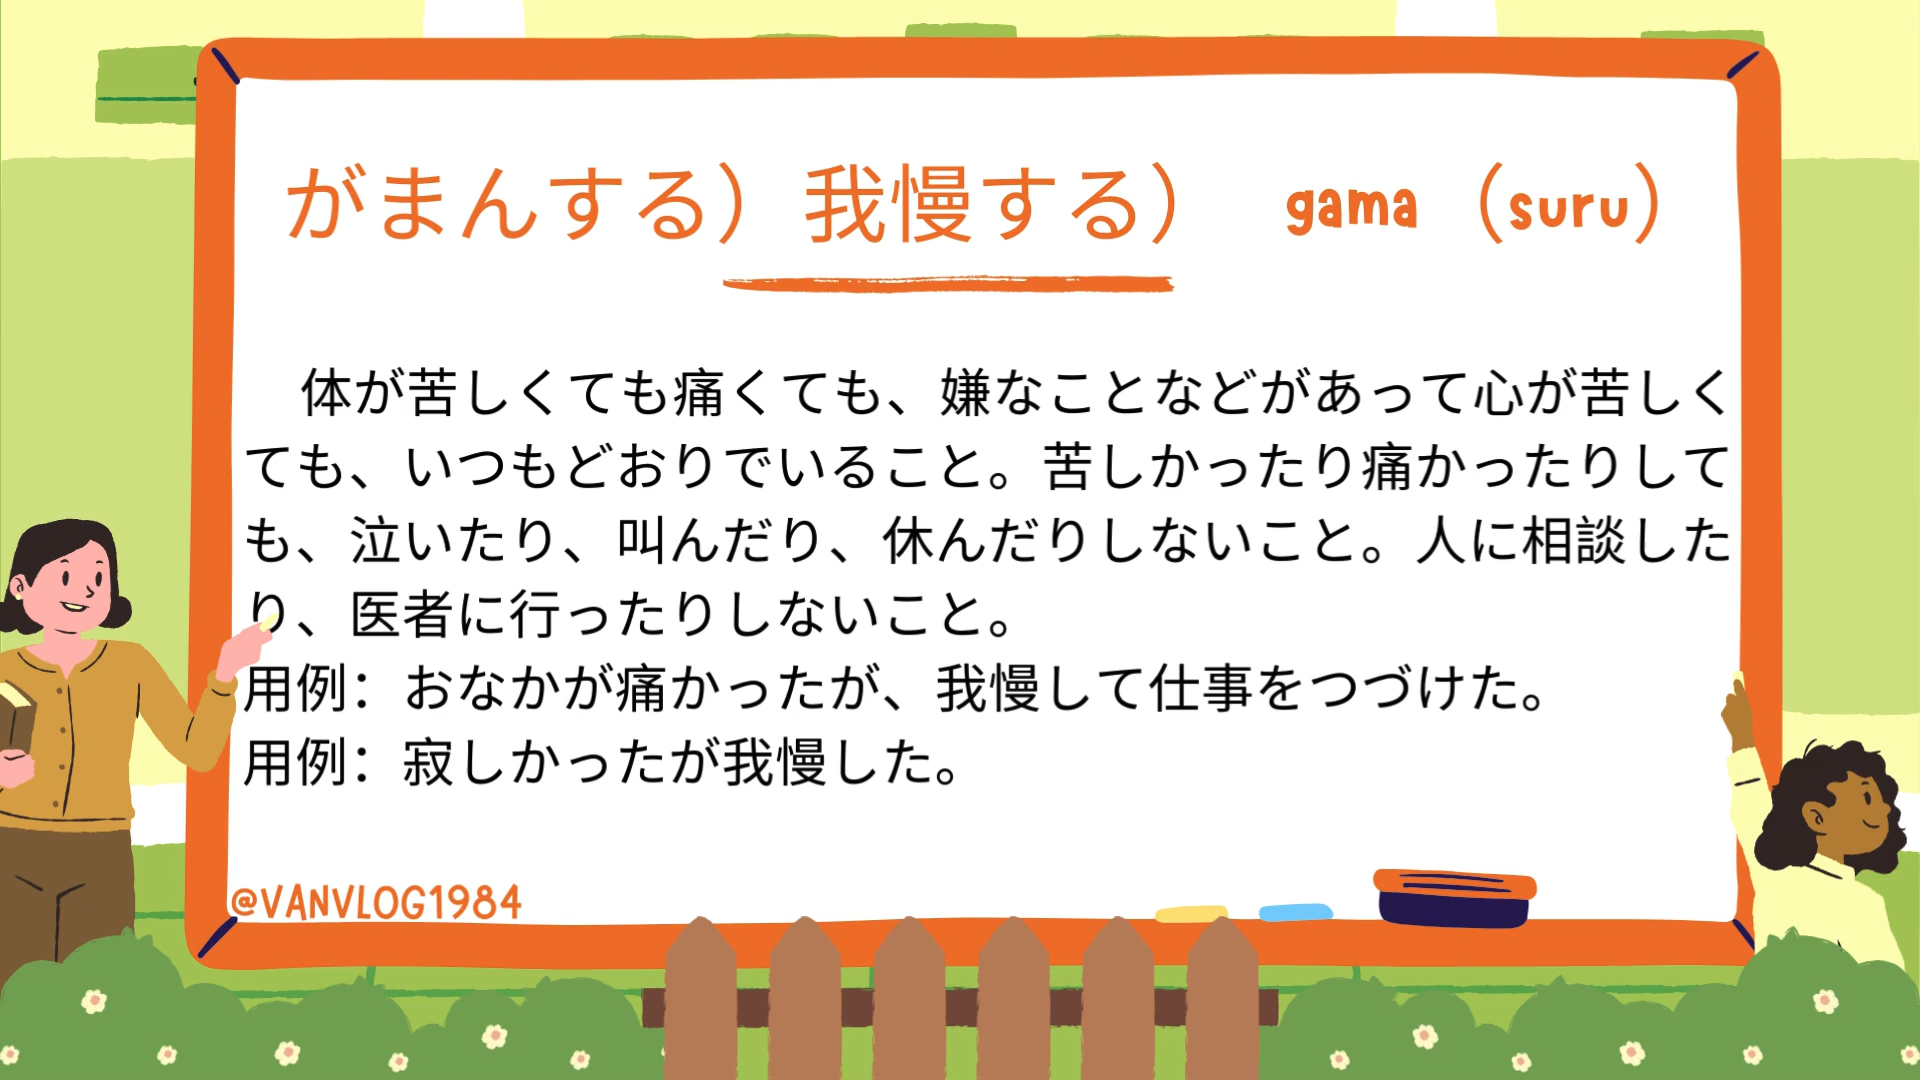 がまんする）我慢する）　gama （suru）
体が苦しくても痛くても、嫌なことなどがあって心が苦しく
ても、いつもどおりでいること。苦しかったり痛かったりして
も、泣いたり、叫んだり、休んだりしないこと。人に相談した
り、医者に行ったりしないこと。
用例：おなかが痛かったが、我慢して仕事をつづけた。
用例：寂しかったが我慢した。
@VANVLOG1984